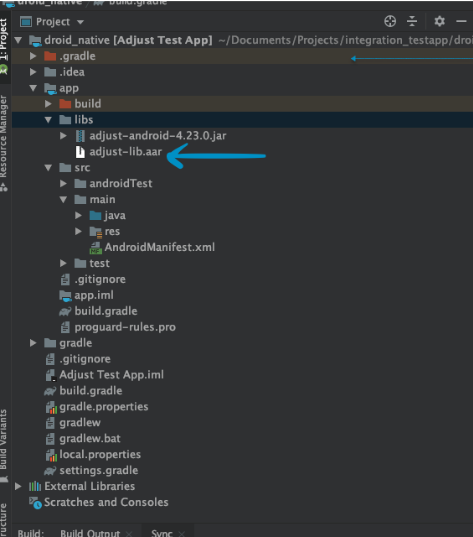 droid_native › build.gradle
Project
1: Project
droid_native [Adjust Test App] ~/Documents/Projects/integration_testapp/droi
.gradle
.idea
app
build
Resource Manager
libs
adjust-android-4.23.0.jar
adjust-lib.aar
src
androidTest
main
java
res
AndroidManifest.xml
test
.gitignore
app.iml
build.gradle
proguard-rules.pro
gradle
.gitignore
Adjust Test App.iml
build.gradle
gradle.properties
gradlew
gradlew.bat
local.properties
settings.gradle
Build Variants
External Libraries
Scratches and Consoles
ructure
Build: Build Output × Sync ×